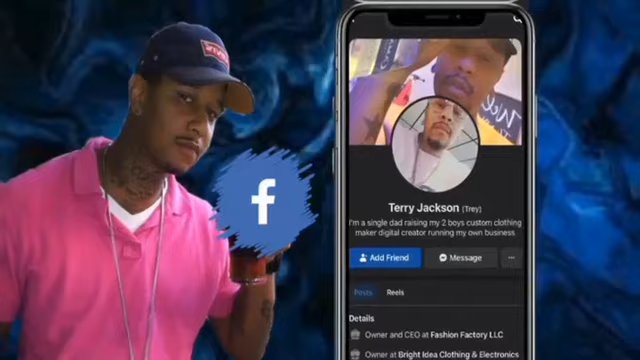 LEVI'S
f
Terry Jackson (Trey)
I'm a single dad raising my 2 boys custom clothing
maker digital creator running my own business
Add Friend
Message
Posts
Reels
Details
Owner and CEO at Fashion Factory LLC
Owner at Bright Idea Clothing & Electronics